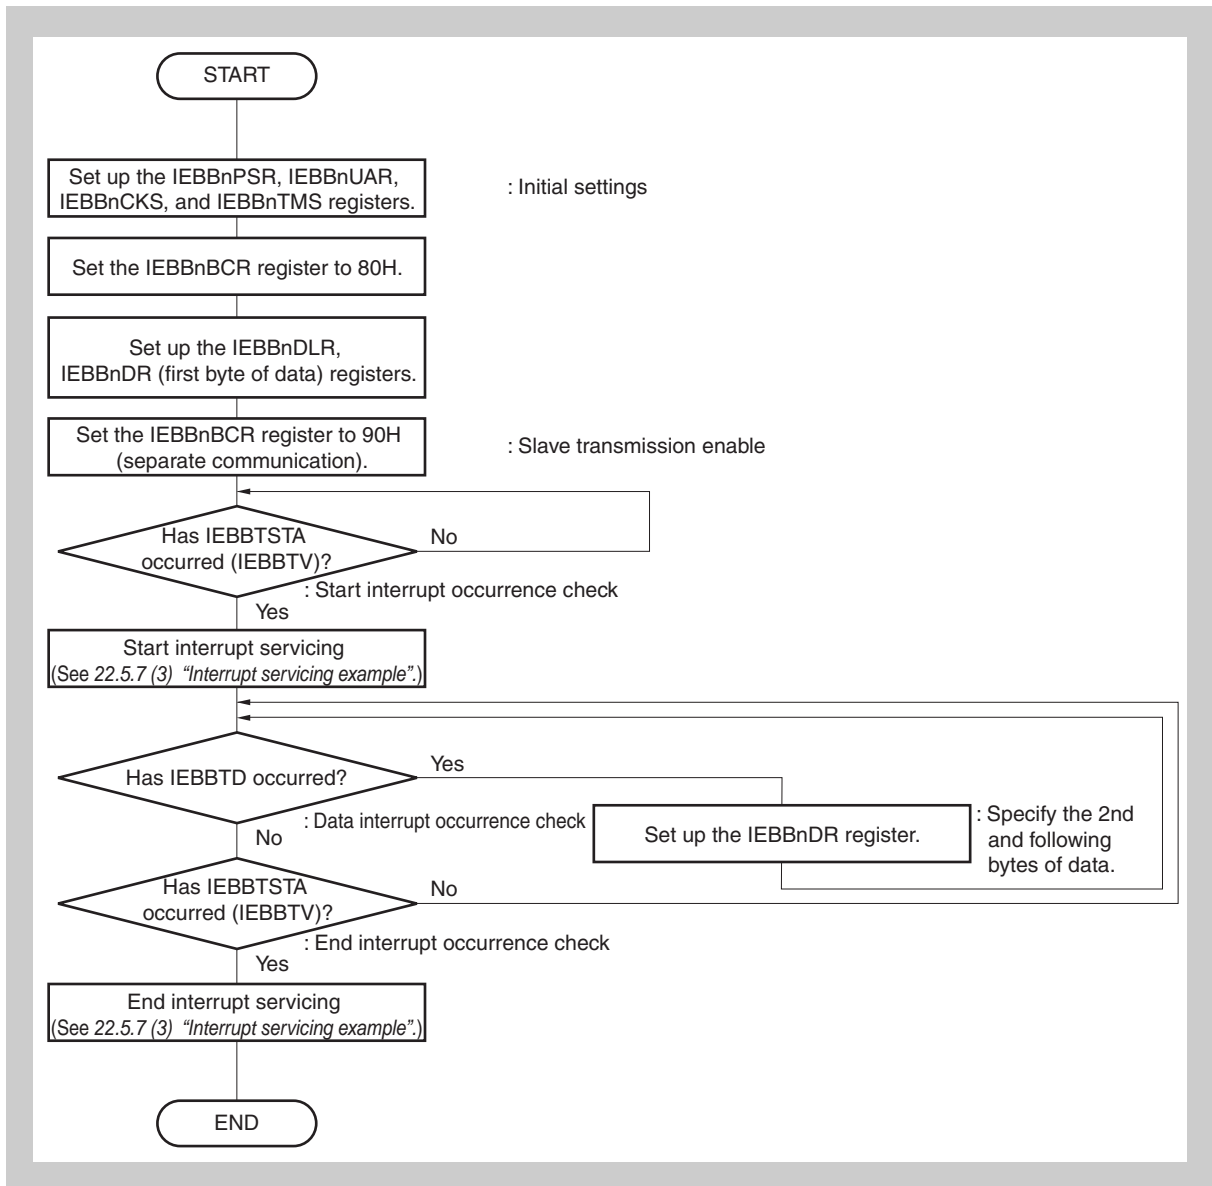 START
Set up the IEBBnPSR, IEBBnUAR,
IEBBnCKS, and IEBBnTMS registers.
: Initial settings
Set the IEBBnBCR register to 80H.
Set up the IEBBnDLR,
IEBBnDR (first byte of data) registers.
Set the IEBBnBCR register to 90H
(separate communication).
: Slave transmission enable
Has IEBBTSTA
occurred (IEBBTV)?
No
: Start interrupt occurrence check
Yes
Start interrupt servicing
(See 22.5.7 (3) “Interrupt servicing example”.)
Has IEBBTD occurred?
Yes
: Data interrupt occurrence check
No
Set up the IEBBnDR register.
: Specify the 2nd
and following
bytes of data.
Has IEBBTSTA
occurred (IEBBTV)?
No
: End interrupt occurrence check
Yes
End interrupt servicing
(See 22.5.7 (3) “Interrupt servicing example”.)
END